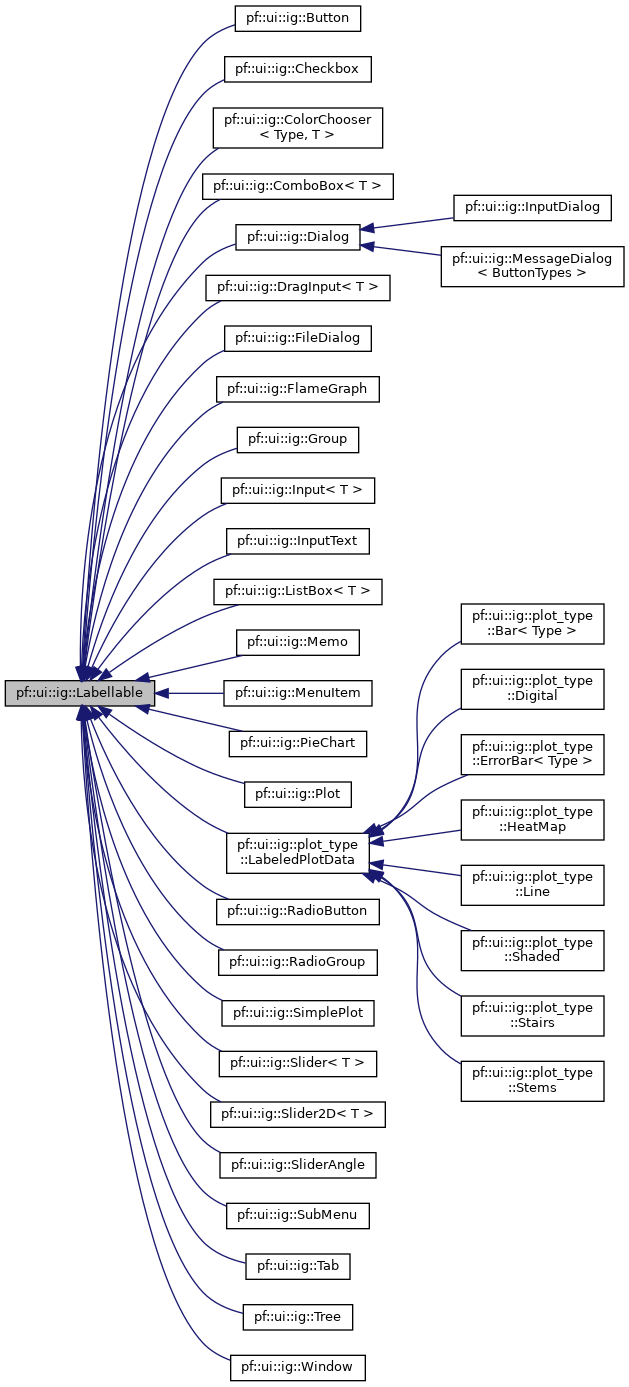 pf::ui::ig::Button
pf::ui::ig::Checkbox
pf::ui::ig::ColorChooser
< Type, T >
pf::ui::ig::ComboBox< T >
pf::ui::ig::Dialog
pf::ui::ig::InputDialog
pf::ui::ig::MessageDialog
< ButtonTypes >
pf::ui::ig::DragInput< T >
pf::ui::ig::FileDialog
pf::ui::ig::FlameGraph
pf::ui::ig::Group
pf::ui::ig::Input< T >
pf::ui::ig::InputText
pf::ui::ig::ListBox< T >
pf::ui::ig::Memo
pf::ui::ig::Labellable
pf::ui::ig::MenuItem
pf::ui::ig::PieChart
pf::ui::ig::Plot
pf::ui::ig::plot_type
::LabeledPlotData
pf::ui::ig::plot_type
::Bar< Type >
pf::ui::ig::plot_type
::Digital
pf::ui::ig::plot_type
::ErrorBar< Type >
pf::ui::ig::plot_type
::HeatMap
pf::ui::ig::plot_type
::Line
pf::ui::ig::plot_type
::Shaded
pf::ui::ig::plot_type
::Stairs
pf::ui::ig::plot_type
::Stems
pf::ui::ig::RadioButton
pf::ui::ig::RadioGroup
pf::ui::ig::SimplePlot
pf::ui::ig::Slider< T >
pf::ui::ig::Slider2D< T >
pf::ui::ig::SliderAngle
pf::ui::ig::SubMenu
pf::ui::ig::Tab
pf::ui::ig::Tree
pf::ui::ig::Window